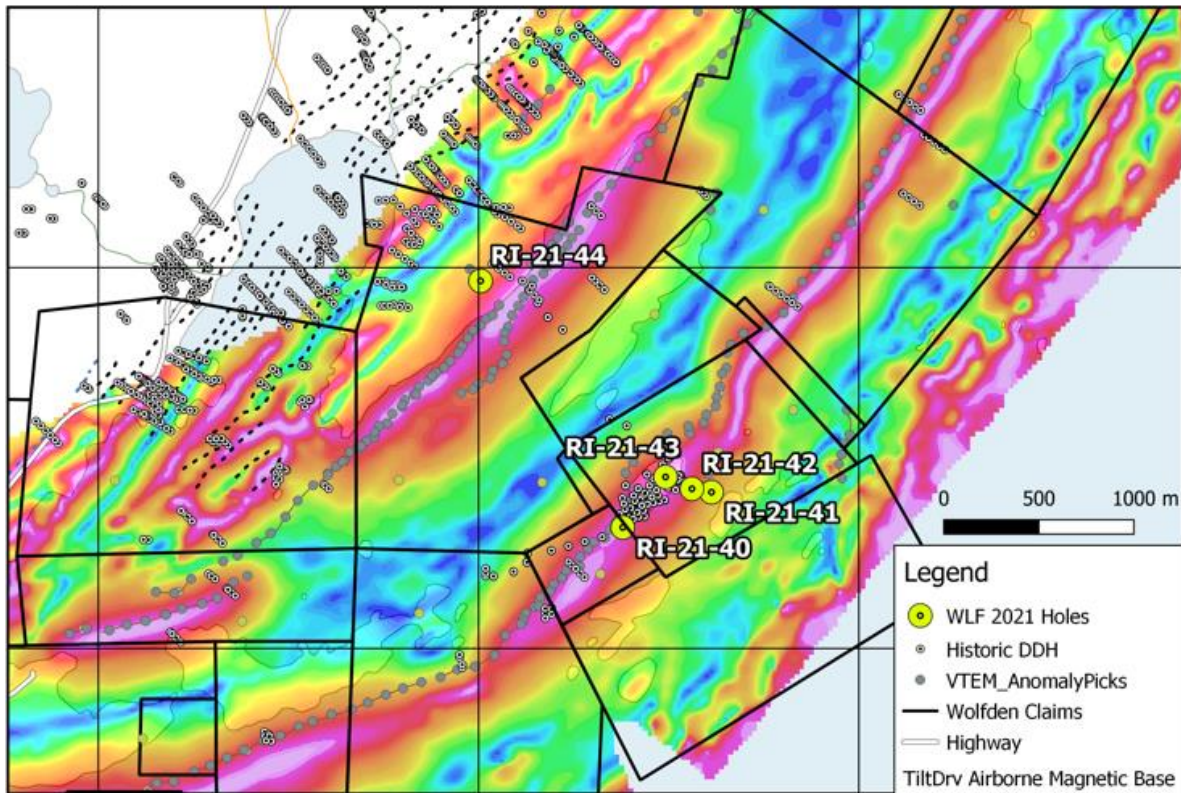 RI-21-44
RI-21-43
RI-21-42
RI-21-41
RI-21-40
0 500 1000 m
Legend
WLF 2021 Holes
Historic DDH
VTEM_AnomalyPicks
Wolfden Claims
Highway
TiltDrv Airborne Magnetic Base